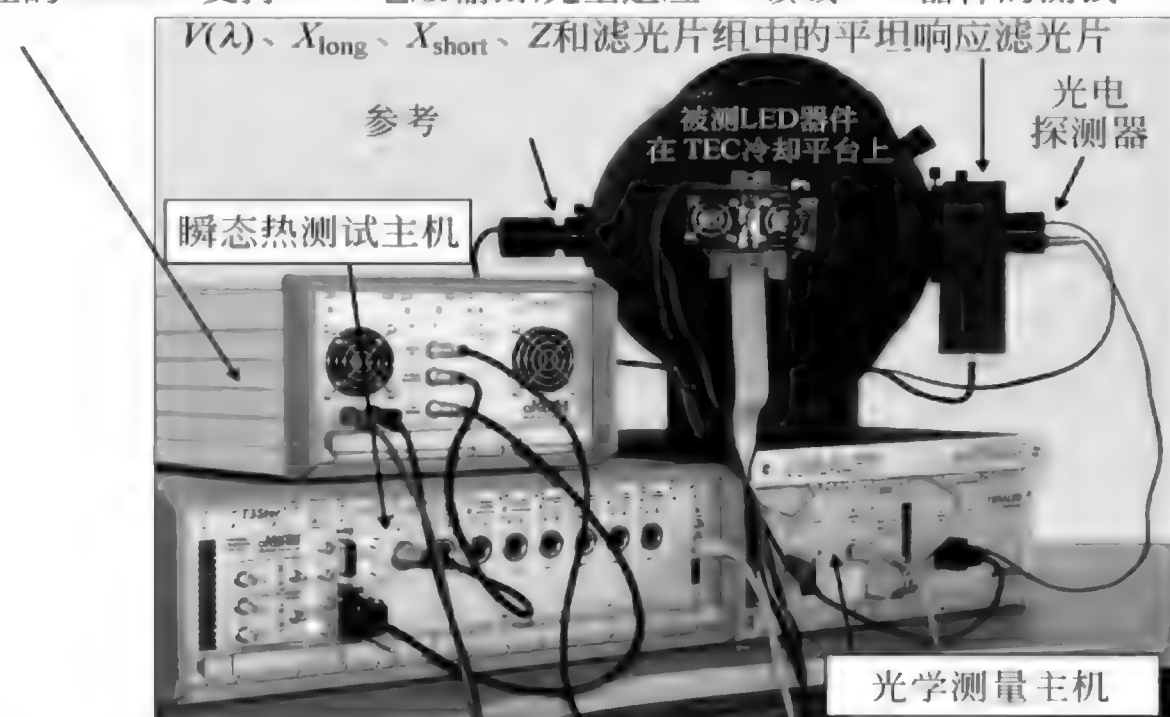 V(λ)、X_long、X_short、Z和滤光片组中的平坦响应滤光片
参考
被测LED器件
在 TEC冷却平台上
光电
探测器
瞬态热测试主机
T3Ster
光学测量主机